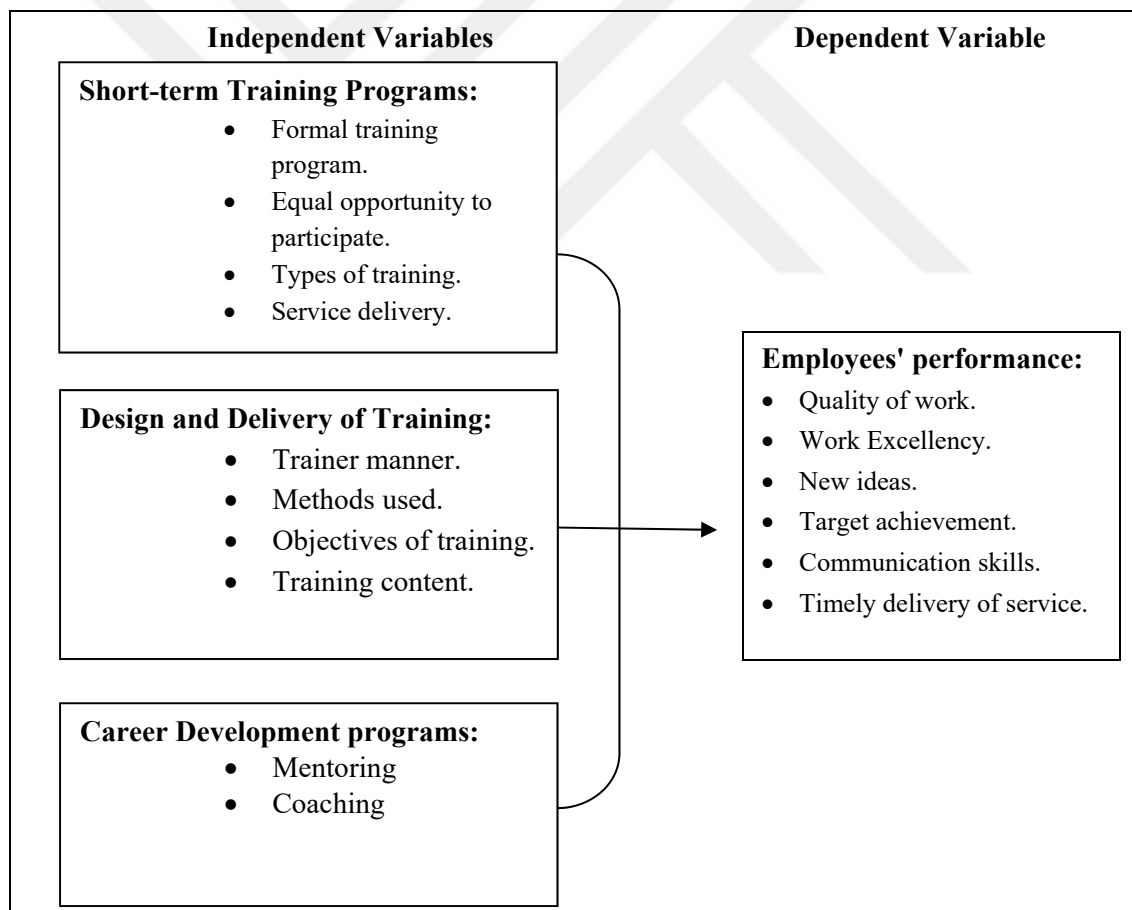 Independent Variables
Dependent Variable
Short-term Training Programs:
• Formal training
program.
• Equal opportunity to
participate.
• Types of training.
• Service delivery.
Design and Delivery of Training:
• Trainer manner.
• Methods used.
• Objectives of training.
• Training content.
Career Development programs:
• Mentoring
• Coaching
Employees' performance:
• Quality of work.
• Work Excellency.
• New ideas.
• Target achievement.
• Communication skills.
• Timely delivery of service.